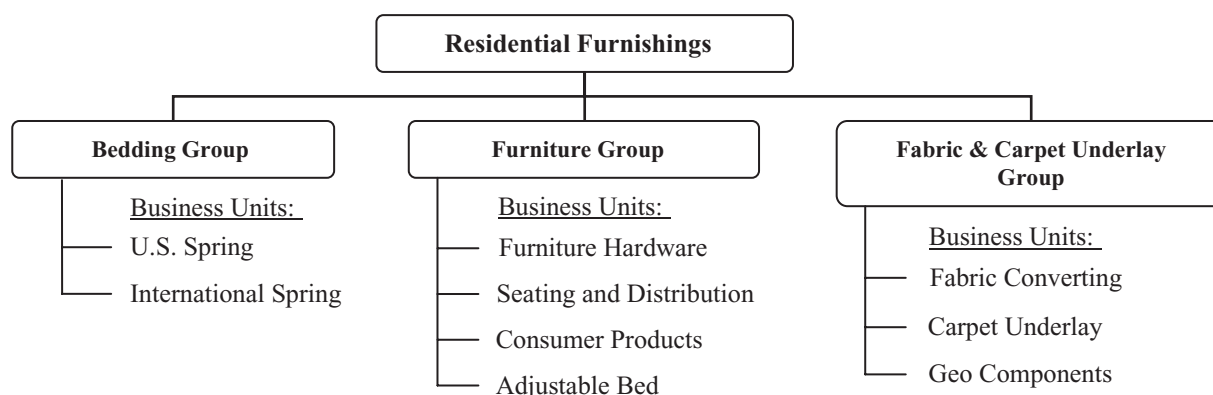 Residential Furnishings
Bedding Group
Business Units:
U.S. Spring
International Spring
Furniture Group
Business Units:
Furniture Hardware
Seating and Distribution
Consumer Products
Adjustable Bed
Fabric & Carpet Underlay
Group
Business Units:
Fabric Converting
Carpet Underlay
Geo Components